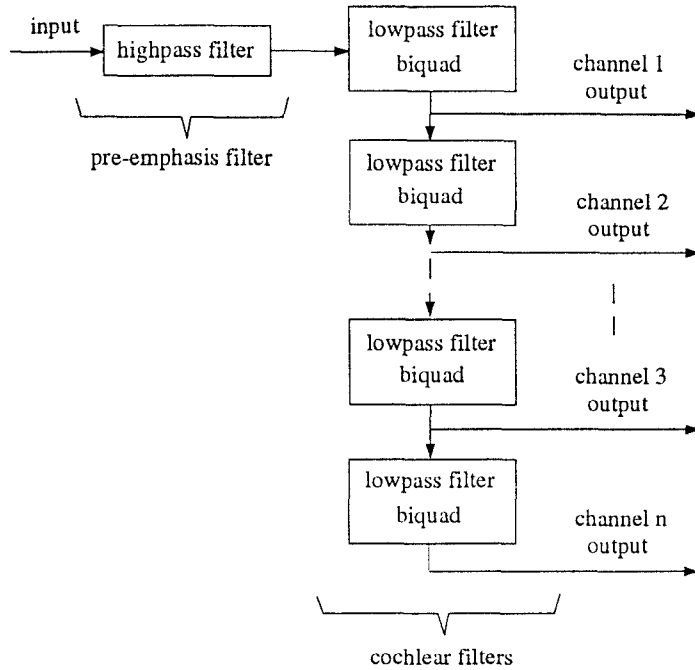 input
highpass filter
pre-emphasis filter
lowpass filter
biquad
channel 1
output
lowpass filter
biquad
channel 2
output
lowpass filter
biquad
channel 3
output
lowpass filter
biquad
channel n
output
cochlear filters